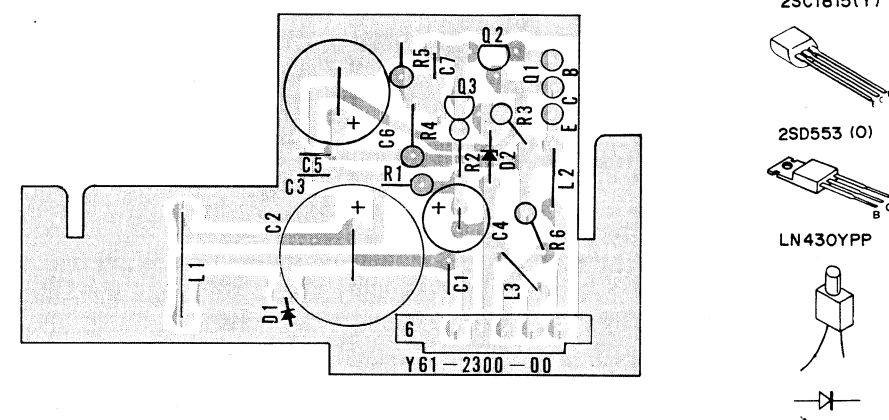 2SC1815(Y)
Q2
R5
C7
Q1
B
C
E
Q3
R3
C6
R4
+
2SD553 (O)
C5
R2
D2
R1
C3
L2
C2
+
+
B
C4
R6
LN430YPP
L1
C1
L3
D1
6
Y61-2300-00